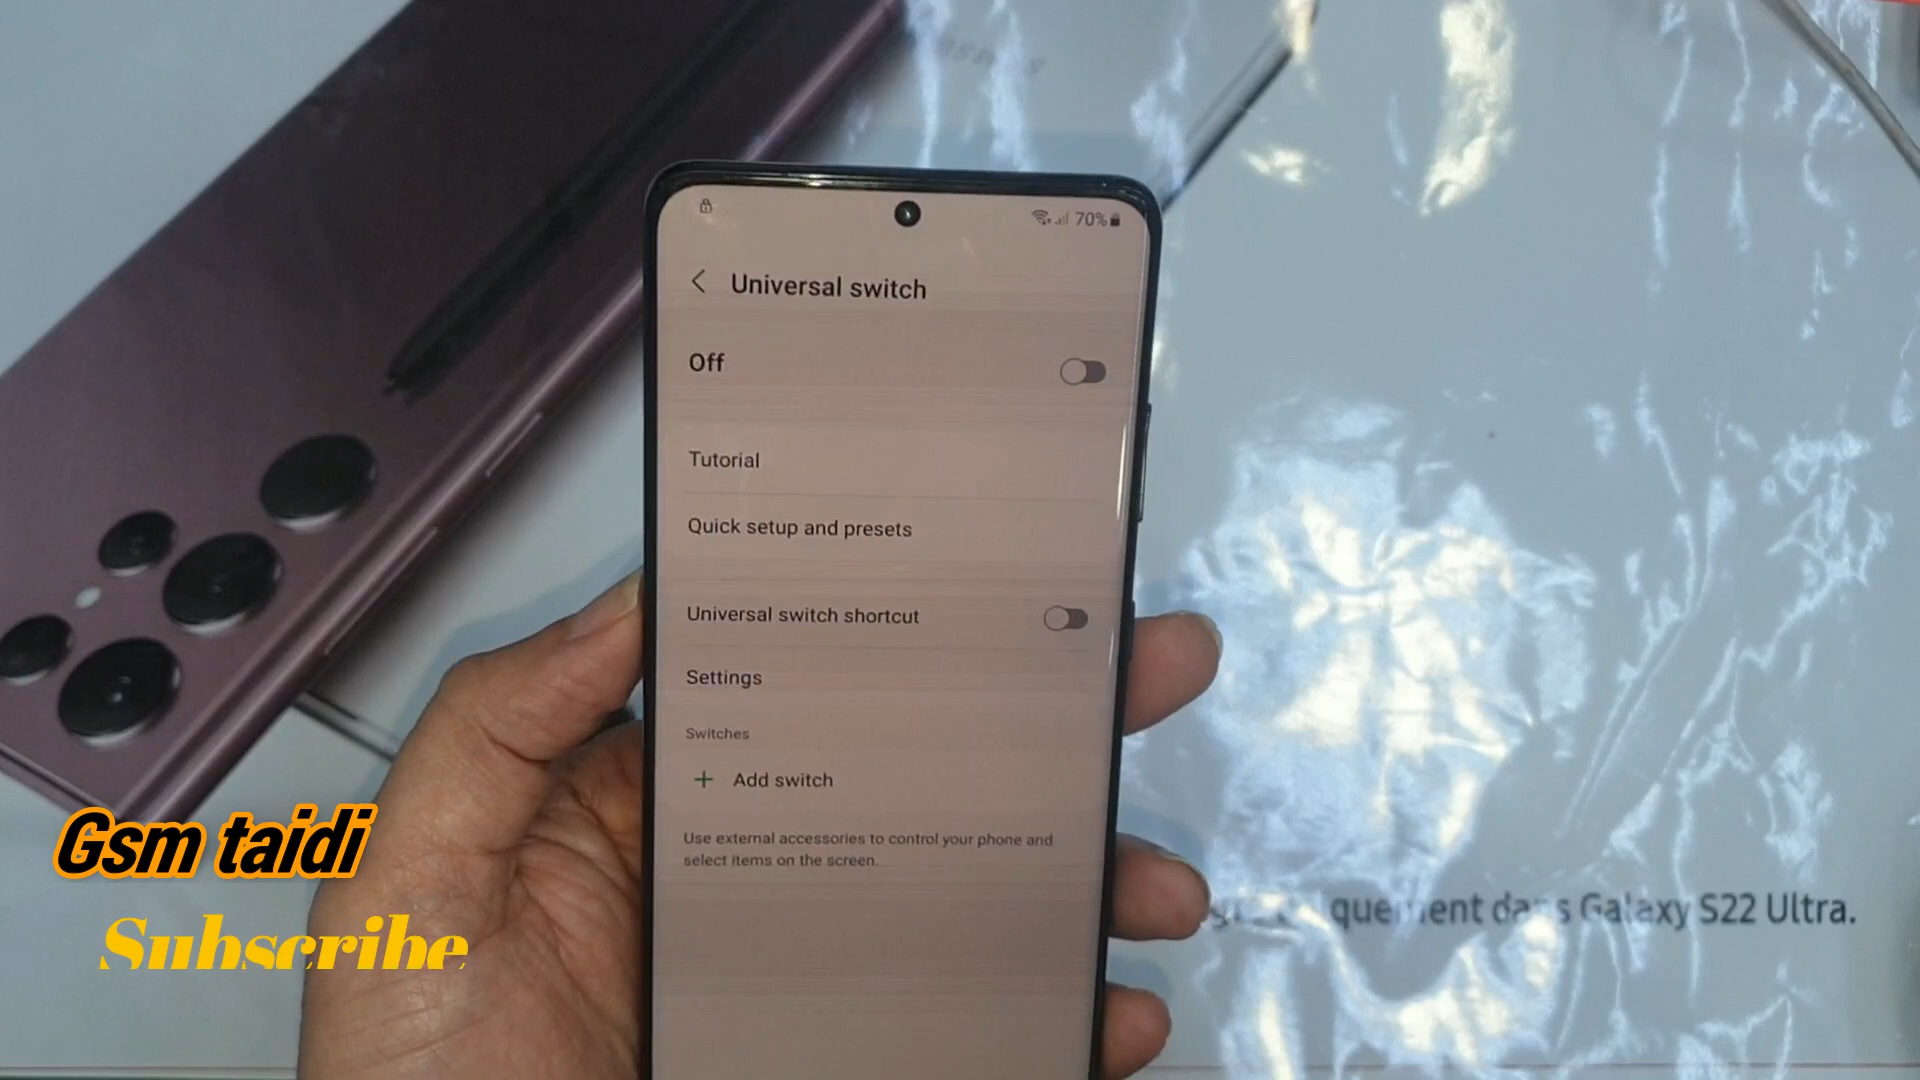 70%
Universal switch
Off
Tutorial
Quick setup and presets
Universal switch shortcut
Settings
Switches
+ Add switch
Use external accessories to control your phone and
select items on the screen.
Gsm taidi
Subscribe
Galaxy S22 Ultra.